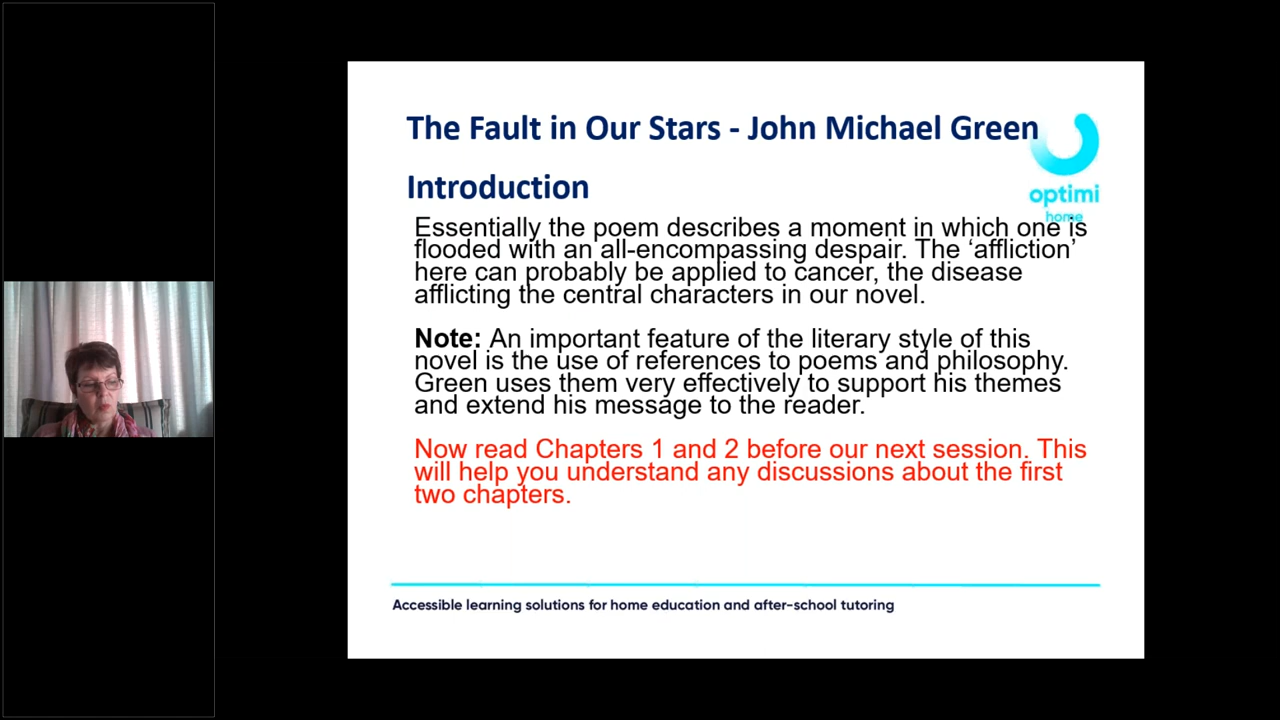 The Fault in Our Stars - John Michael Green
Introduction
optimi
home
Essentially the poem describes a moment in which one is
flooded with an all-encompassing despair. The ‘affliction’
here can probably be applied to cancer, the disease
afflicting the central characters in our novel.
Note: An important feature of the literary style of this
novel is the use of references to poems and philosophy.
Green uses them very effectively to support his themes
and extend his message to the reader.
Now read Chapters 1 and 2 before our next session. This
will help you understand any discussions about the first
two chapters.
Accessible learning solutions for home education and after-school tutoring